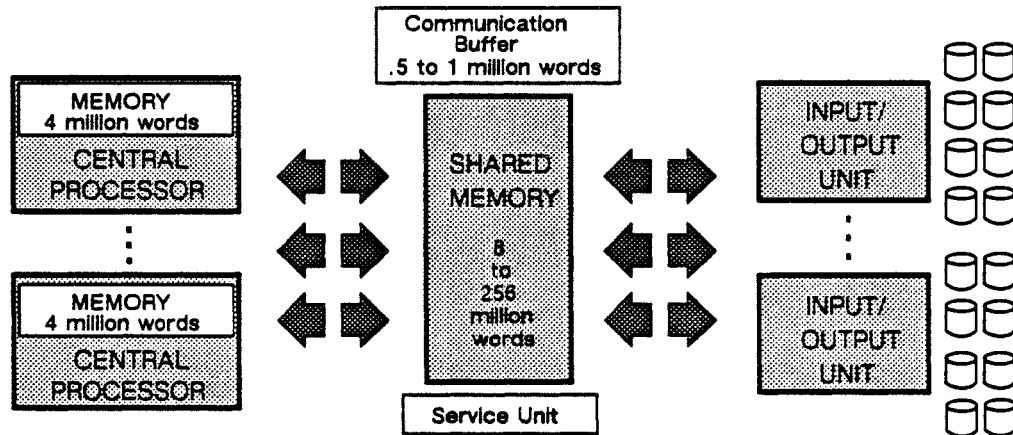 Communication
Buffer
.5 to 1 million words
MEMORY
4 million words
CENTRAL
PROCESSOR
MEMORY
4 million words
CENTRAL
PROCESSOR
SHARED
MEMORY
8
to
256
million
words
Service Unit
INPUT/
OUTPUT
UNIT
INPUT/
OUTPUT
UNIT